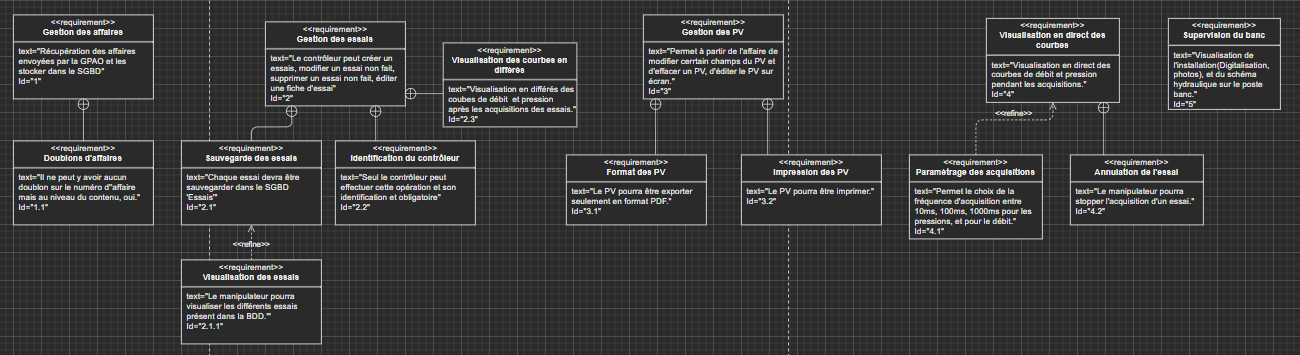 <<requirement>>
Gestion des affaires
text="Récupération des affaires
envoyées par la GPAO et les
stocker dans le SGBD"
Id="1"
<<requirement>>
Doublons d'affaires
text="Il ne peut y avoir aucun
doublon sur le numéro d'affaire
mais au niveau du contenu, oui."
Id="1.1"
<<requirement>>
Gestion des essais
text="Le contrôleur peut créer un
essais, modifier un essai non fait,
supprimer un essai non fait, éditer
une fiche d'essai"
Id="2"
<<requirement>>
Visualisation des courbes en
différés
text="Visualisation en différés des
coubes de débit et pression
après les acquisitions des essais."
Id="2.3"
<<requirement>>
Sauvegarde des essais
text="Chaque essai devra être
sauvegarder dans le SGBD
'Essais'"
Id="2.1"
<<requirement>>
Identification du contrôleur
text="Seul le contrôleur peut
effectuer cette opération et son
identification et obligatoire"
Id="2.2"
<<refine>>
<<requirement>>
Visualisation des essais
text="Le manipulateur pourra
visualiser les différents essais
présent dans la BDD.'"
Id="2.1.1"
<<requirement>>
Gestion des PV
text="Permet à partir de l'affaire de
modifier cerrtain champs du PV et
d'effacer un PV, d'éditer le PV sur
écran."
Id="3"
<<requirement>>
Format des PV
text="Le PV pourra être exporter
seulement en format PDF."
Id="3.1"
<<requirement>>
Impression des PV
text="Le PV pourra être imprimer."
Id="3.2"
<<requirement>>
Visualisation en direct des
courbes
text="Visualisation en direct des
courbes de débit et pression
pendant les acquisitions."
Id="4"
<<refine>>
<<requirement>>
Paramètrage des acquisitions
text="Permet le choix de la
fréquence d'acquisition entre
10ms, 100ms, 1000ms pour les
pressions, et pour le débit."
Id="4.1"
<<requirement>>
Annulation de l'essai
text="Le manipulateur pourra
stopper l'acquisition d'un essai."
Id="4.2"
<<requirement>>
Supervision du banc
text="Visualisation de
l'installation(Digitalisation,
photos), et du schéma
hydraulique sur le poste
banc."
Id="5"